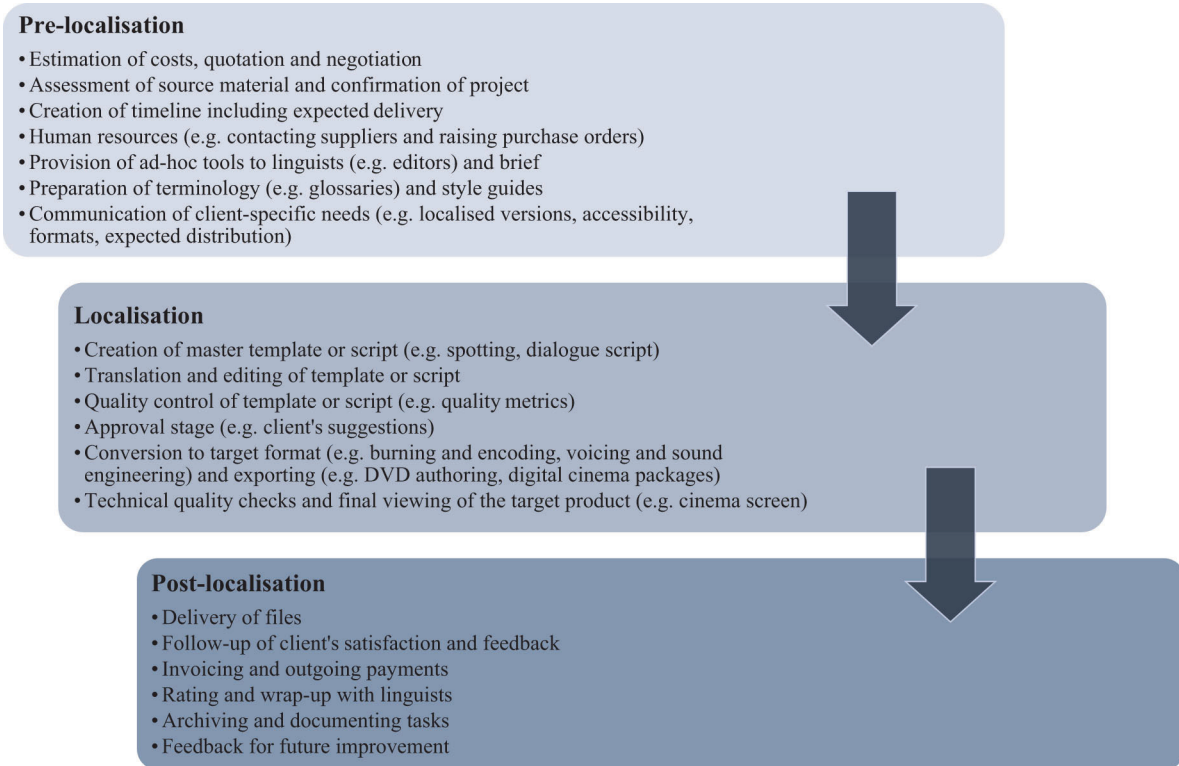 Pre-localisation
• Estimation of costs, quotation and negotiation
• Assessment of source material and confirmation of project
• Creation of timeline including expected delivery
• Human resources (e.g. contacting suppliers and raising purchase orders)
• Provision of ad-hoc tools to linguists (e.g. editors) and brief
• Preparation of terminology (e.g. glossaries) and style guides
• Communication of client-specific needs (e.g. localised versions, accessibility,
formats, expected distribution)
Localisation
• Creation of master template or script (e.g. spotting, dialogue script)
• Translation and editing of template or script
• Quality control of template or script (e.g. quality metrics)
• Approval stage (e.g. client's suggestions)
• Conversion to target format (e.g. burning and encoding, voicing and sound
engineering) and exporting (e.g. DVD authoring, digital cinema packages)
• Technical quality checks and final viewing of the target product (e.g. cinema screen)
Post-localisation
• Delivery of files
• Follow-up of client's satisfaction and feedback
• Invoicing and outgoing payments
• Rating and wrap-up with linguists
• Archiving and documenting tasks
• Feedback for future improvement